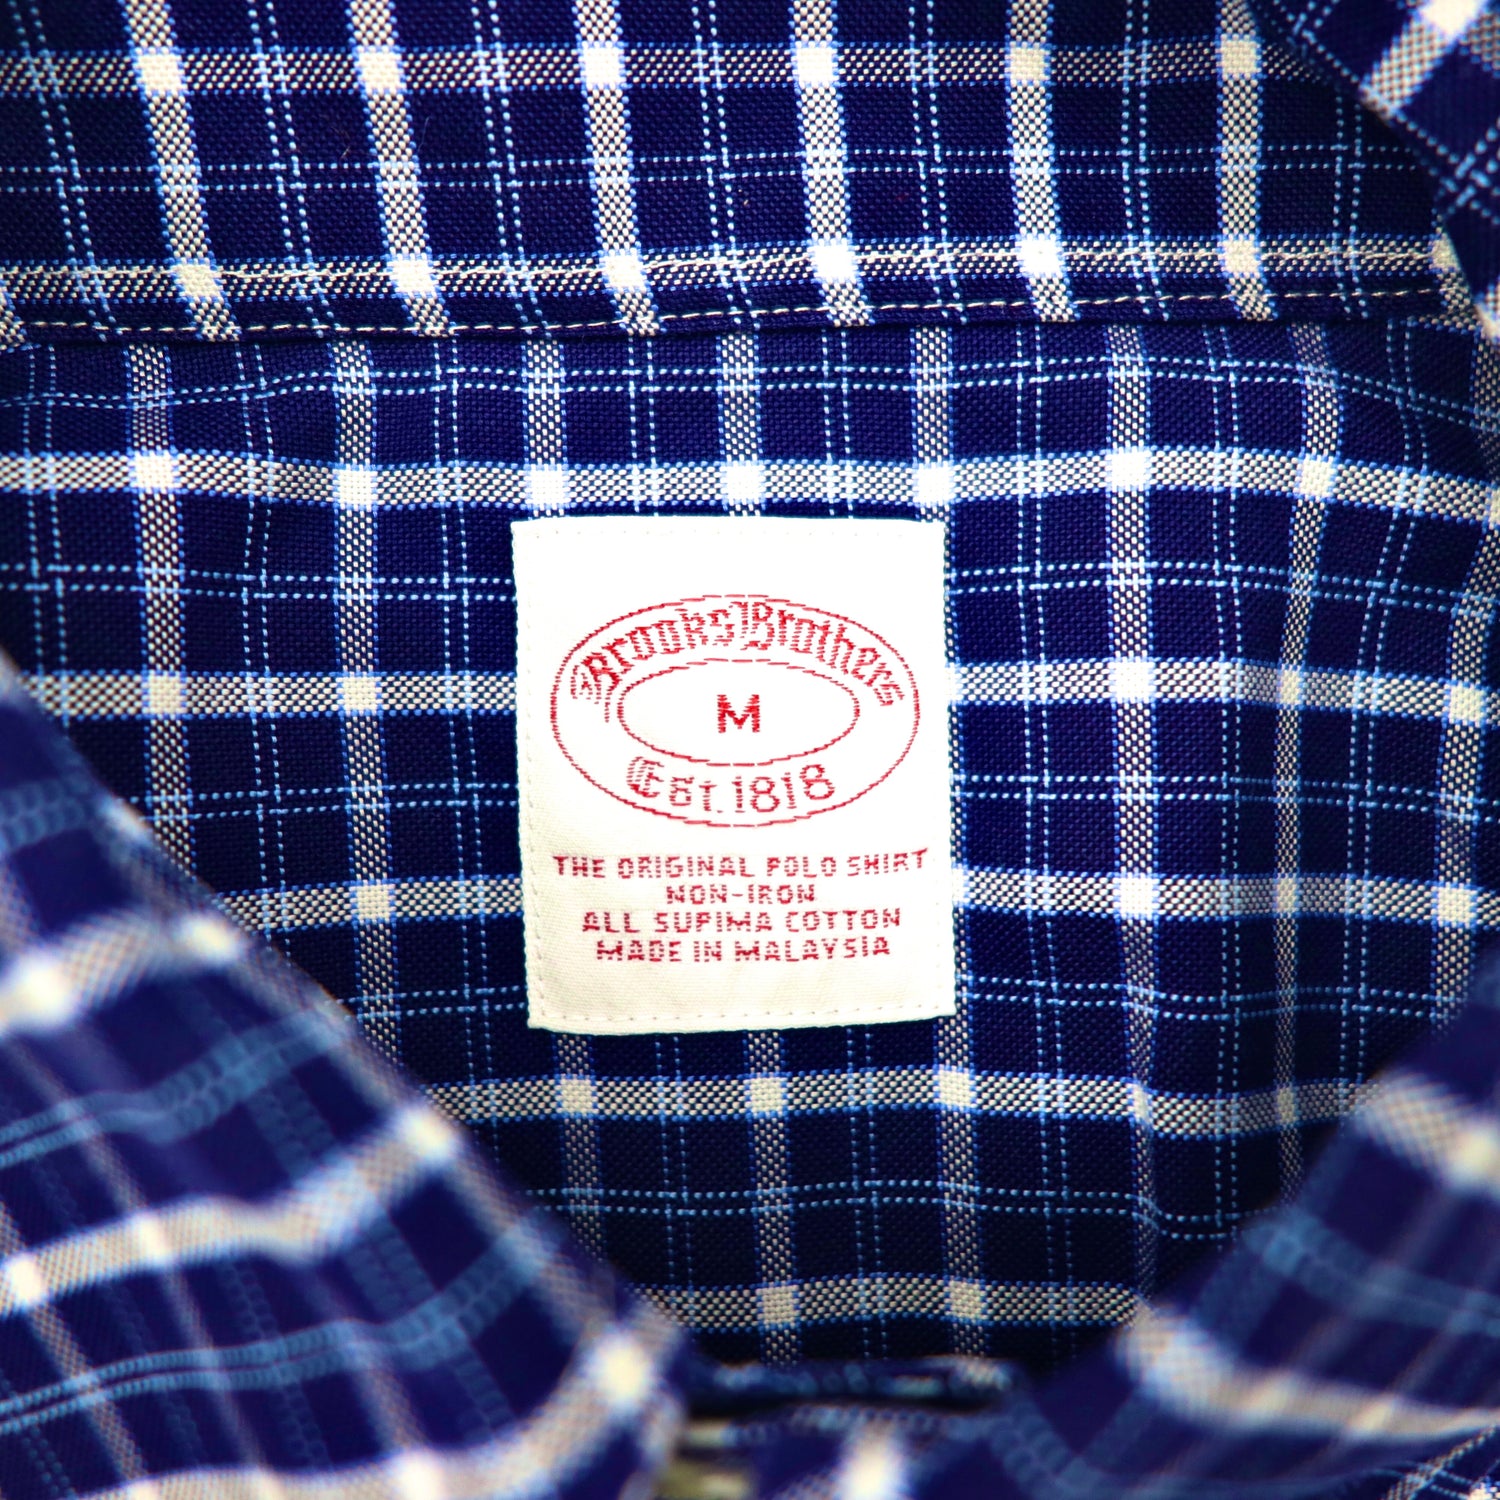 Brooks Brothers
M
Est. 1818
THE ORIGINAL POLO SHIRT
NON-IRON
ALL SUPIMA COTTON
MADE IN MALAYSIA